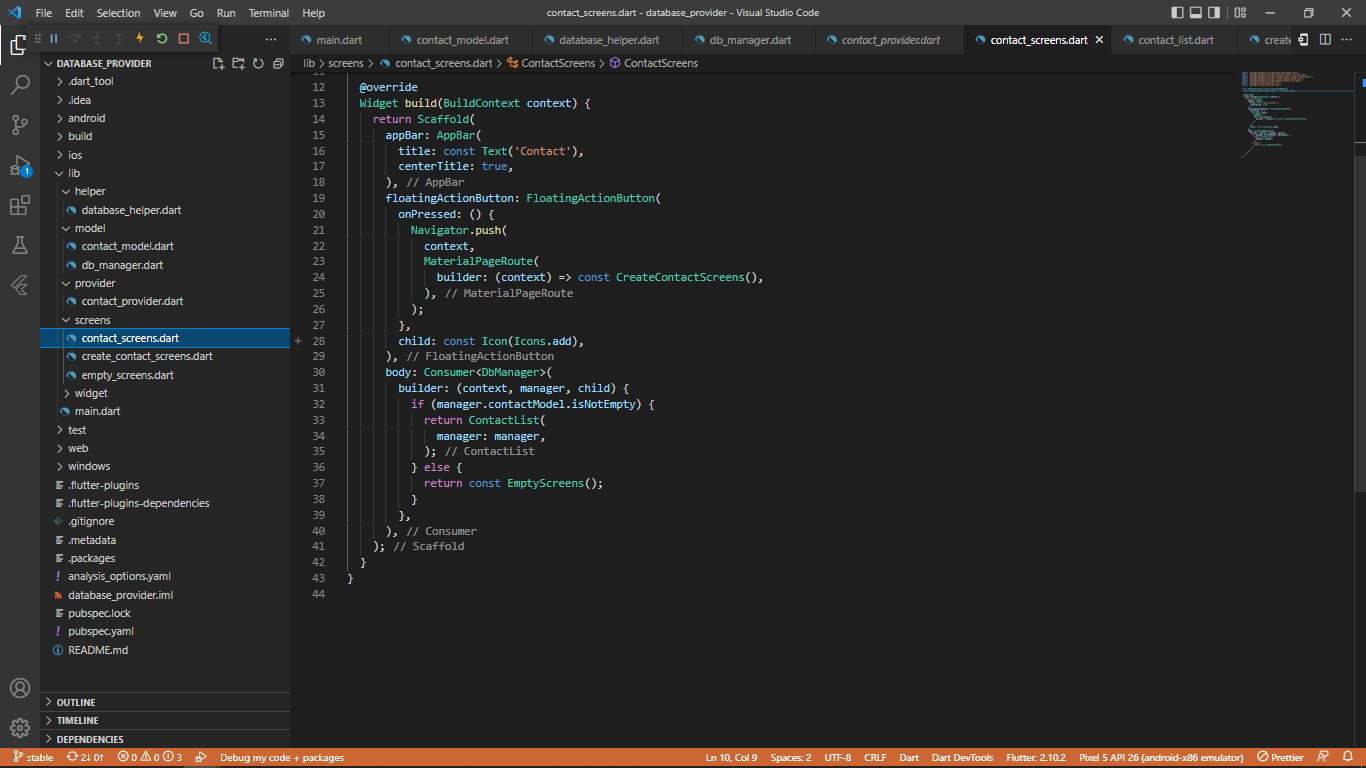 File Edit Selection View Go Run Terminal Help
contact_screens.dart - database_provider - Visual Studio Code
main.dart
contact_model.dart
database_helper.dart
db_manager.dart
contact_provider.dart
contact_screens.dart
contact_list.dart
create
DATABASE_PROVIDER
.dart_tool
.idea
android
build
ios
lib
helper
database_helper.dart
model
contact_model.dart
db_manager.dart
provider
contact_provider.dart
screens
contact_screens.dart
create_contact_screens.dart
empty_screens.dart
widget
main.dart
test
web
windows
.flutter-plugins
.flutter-plugins-dependencies
.gitignore
.metadata
.packages
analysis_options.yaml
database_provider.iml
pubspec.lock
pubspec.yaml
README.md
OUTLINE
TIMELINE
DEPENDENCIES
1
lib > screens > contact_screens.dart > ContactScreens > ContactScreens
11
12 @override
13 Widget build(BuildContext context) {
14 return Scaffold(
15 appBar: AppBar(
16 title: const Text('Contact'),
17 centerTitle: true,
18 ), // AppBar
19 floatingActionButton: FloatingActionButton(
20 onPressed: () {
21 Navigator.push(
22 context,
23 MaterialPageRoute(
24 builder: (context) => const CreateContactScreens(),
25 ), // MaterialPageRoute
26 );
27 },
28 child: const Icon(Icons.add),
29 ), // FloatingActionButton
30 body: Consumer<DbManager>(
31 builder: (context, manager, child) {
32 if (manager.contactModel.isNotEmpty) {
33 return ContactList(
34 manager: manager,
35 ); // ContactList
36 } else {
37 return const EmptyScreens();
38 }
39 },
40 ), // Consumer
41 ); // Scaffold
42 }
43 }
44
stable 2↓ 0↑ 0 0 3 Debug my code + packages Ln 10, Col 9 Spaces: 2 UTF-8 CRLF Dart Dart DevTools Flutter: 2.10.2 Pixel 5 API 26 (android-x86 emulator) Prettier